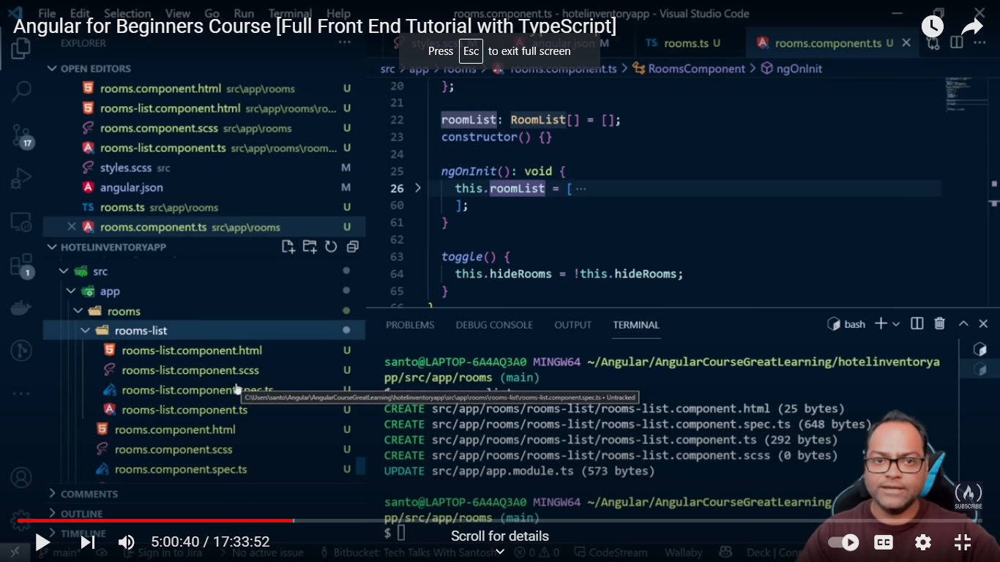 File Edit Selection View Go Run Terminal Help rooms.component.ts - hotelinventoryapp - Visual Studio Code
Angular for Beginners Course [Full Front End Tutorial with TypeScript]
Press Esc to exit full screen
EXPLORER
styles.scss M angular.json M TS rooms.ts U rooms.component.ts U
OPEN EDITORS
src > app > rooms > rooms.component.ts > RoomsComponent > ngOnInit
rooms.component.html src\app\rooms U
rooms-list.component.html src\app\rooms\ro... U
rooms.component.scss src\app\rooms U
rooms-list.component.ts src\app\rooms\room... U
styles.scss src M
angular.json M
TS rooms.ts src\app\rooms U
rooms.component.ts src\app\rooms U
17
1
HOTELINVENTORYAPP
src
app
rooms
rooms-list
rooms-list.component.html U
rooms-list.component.scss U
rooms-list.component.spec.ts U
rooms-list.component.ts U
rooms.component.html U
rooms.component.scss U
rooms.component.spec.ts U
COMMENTS
OUTLINE
TIMELINE
20 };
21
22 roomList: RoomList[] = [];
23 constructor() {}
24
25 ngOnInit(): void {
26 this.roomList = [ ···
60 ];
61 }
62
63 toggle() {
64 this.hideRooms = !this.hideRooms;
65 }
66 }
PROBLEMS DEBUG CONSOLE OUTPUT TERMINAL bash
santo@LAPTOP-6A4AQ3A0 MINGW64 ~/Angular/AngularCourseGreatLearning/hotelinventorya
pp/src/app/rooms (main)
C:\Users\santo\Angular\AngularCourseGreatLearning\hotelinventoryapp\src\app\rooms\rooms-list\rooms-list.component.spec.ts • Untracked
CREATE src/app/rooms/rooms-list/rooms-list.component.html (25 bytes)
CREATE src/app/rooms/rooms-list/rooms-list.component.spec.ts (648 bytes)
CREATE src/app/rooms/rooms-list/rooms-list.component.ts (292 bytes)
CREATE src/app/rooms/rooms-list/rooms-list.component.scss (0 bytes)
UPDATE src/app/app.module.ts (573 bytes)
santo@LAPTOP-6A4AQ3A0 MINGW64 ~/Angular/AngularCourseGreatLearning
pp/src/app/rooms (main)
$
SUBSCRIBE
5:00:40 / 17:33:52
Scroll for details
CC
main* Sign in to Jira No active issue Bitbucket: Tech Talks With Santosh 0 0 CodeStream Wallaby Deck